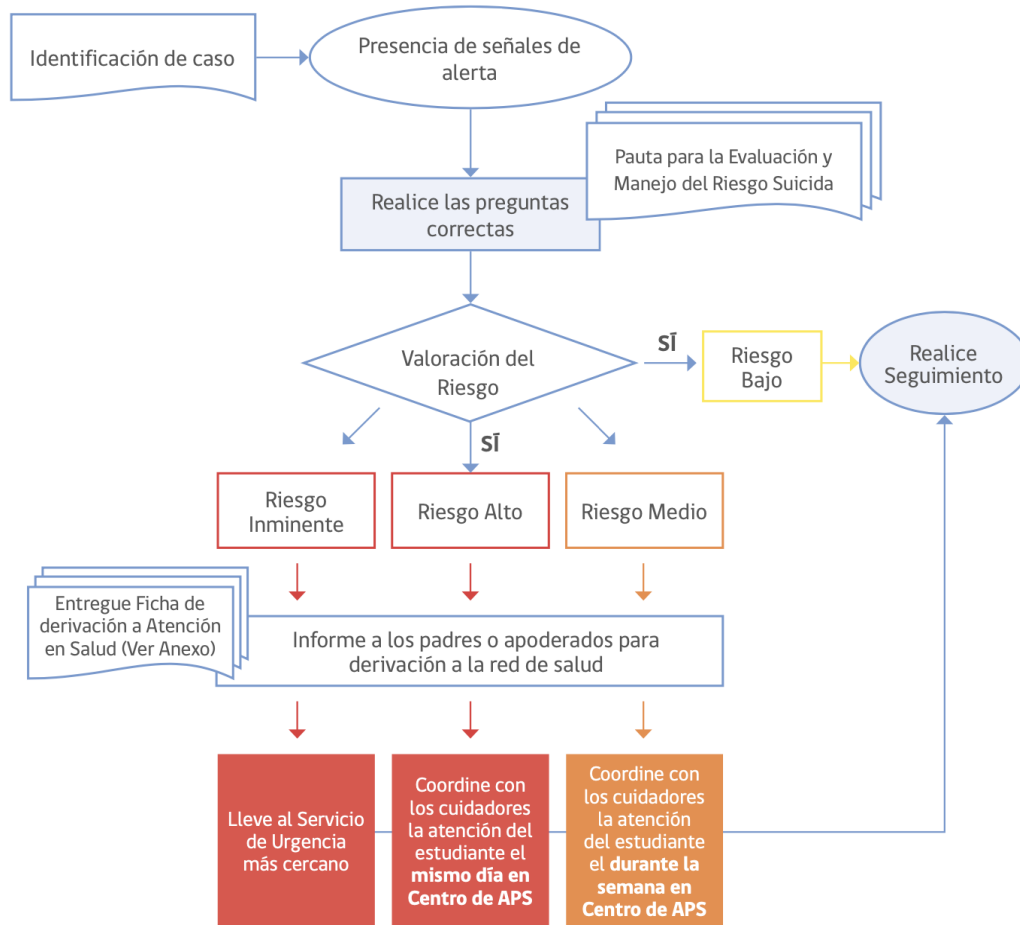 Identificación de caso
Presencia de señales de
alerta
Pauta para la Evaluación y
Manejo del Riesgo Suicida
Realice las preguntas
correctas
Valoración del
Riesgo
SÍ
Riesgo
Bajo
Realice
Seguimiento
SÍ
Riesgo
Inminente
Riesgo Alto
Riesgo Medio
Entregue Ficha de
derivación a Atención
en Salud (Ver Anexo)
Informe a los padres o apoderados para
derivación a la red de salud
Lleve al Servicio
de Urgencia
más cercano
Coordine con
los cuidadores
la atención del
estudiante el
mismo día en
Centro de APS
Coordine con
los cuidadores
la atención
del estudiante
el durante la
semana en
Centro de APS